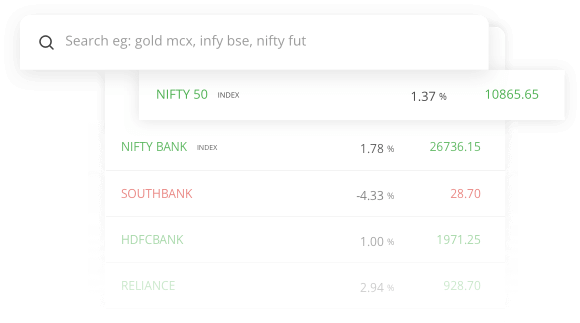 Search eg: gold mcx, infy bse, nifty fut
NIFTY 50 INDEX 1.37 % 10865.65
NIFTY BANK INDEX 1.78 % 26736.15
SOUTHBANK -4.33 % 28.70
HDFCBANK 1.00 % 1971.25
RELIANCE 2.94 % 928.70